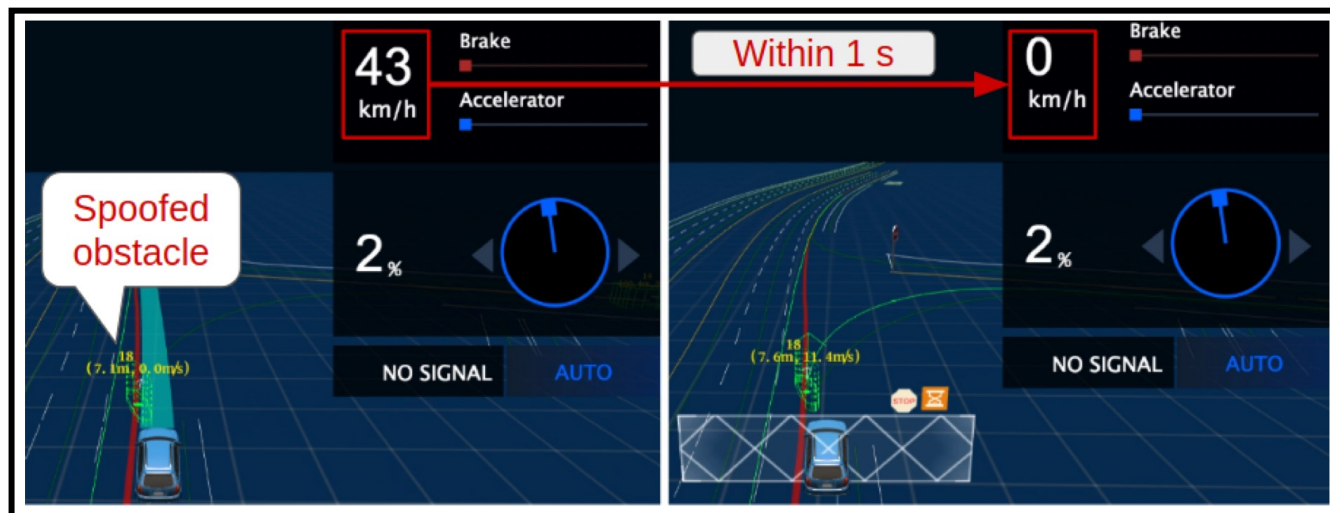 43
km/h
Brake
Accelerator
Within 1 s
0
km/h
Brake
Accelerator
Spoofed
obstacle
2%
18
(7.1m, 0.0m/s)
NO SIGNAL
AUTO
2%
18
(7.6m, 11.4m/s)
STOP
NO SIGNAL
AUTO